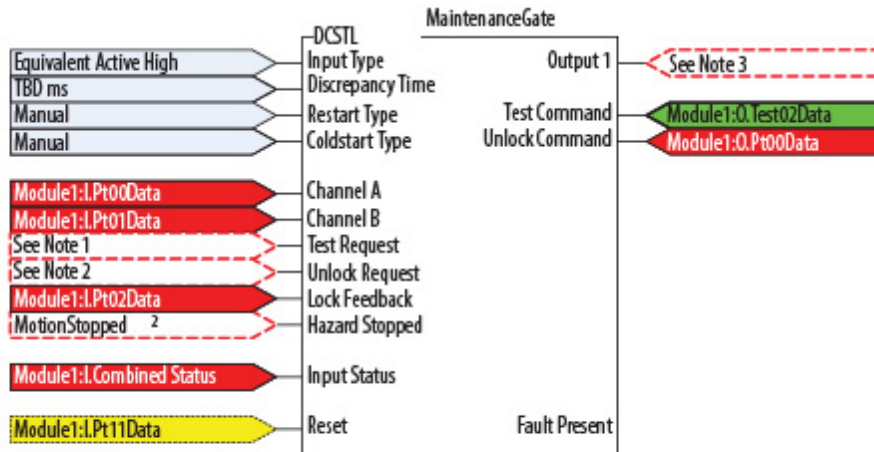 MaintenanceGate
DCSTL
Equivalent Active High Input Type Output 1 See Note 3
TBD ms Discrepancy Time
Manual Restart Type Test Command Module1:O.Test02Data
Manual Coldstart Type Unlock Command Module1:O.Pt00Data
Module1:I.Pt00Data Channel A
Module1:I.Pt01Data Channel B
See Note 1 Test Request
See Note 2 Unlock Request
Module1:I.Pt02Data Lock Feedback
MotionStopped 2 Hazard Stopped
Module1:I.Combined Status Input Status
Module1:I.Pt11Data Reset Fault Present